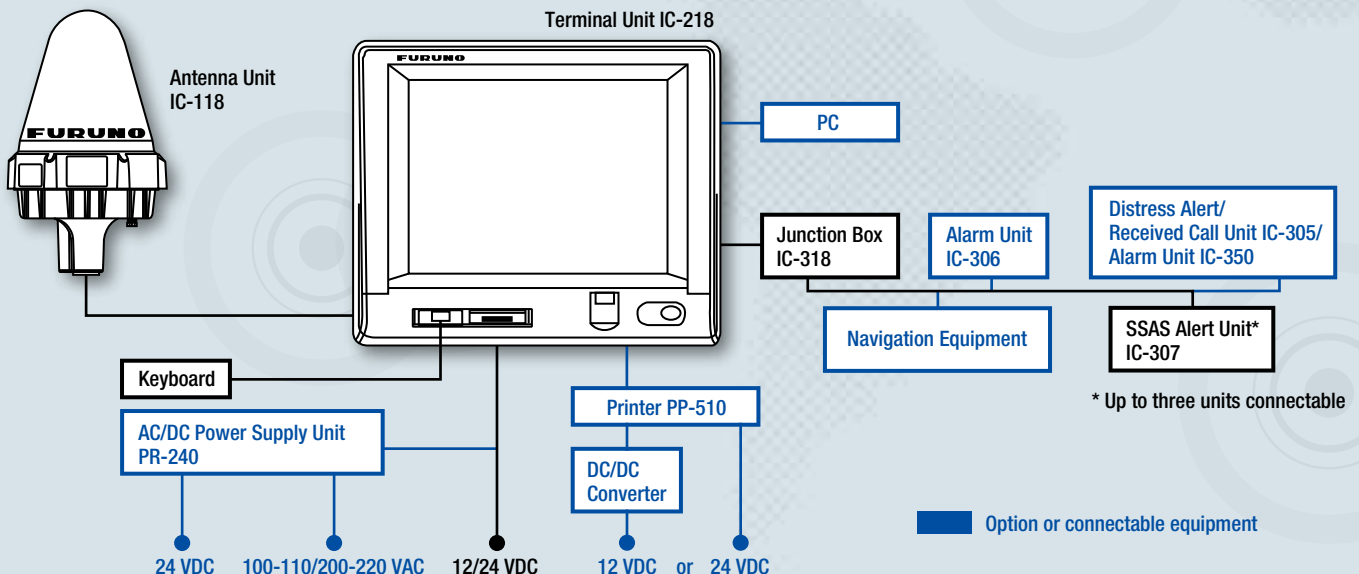 Terminal Unit IC-218
Antenna Unit
IC-118
FURUNO
FURUNO
PC
Junction Box
IC-318
Alarm Unit
IC-306
Distress Alert/
Received Call Unit IC-305/
Alarm Unit IC-350
Navigation Equipment
SSAS Alert Unit*
IC-307
* Up to three units connectable
Keyboard
Printer PP-510
AC/DC Power Supply Unit
PR-240
DC/DC
Converter
Option or connectable equipment
24 VDC 100-110/200-220 VAC 12/24 VDC 12 VDC or 24 VDC